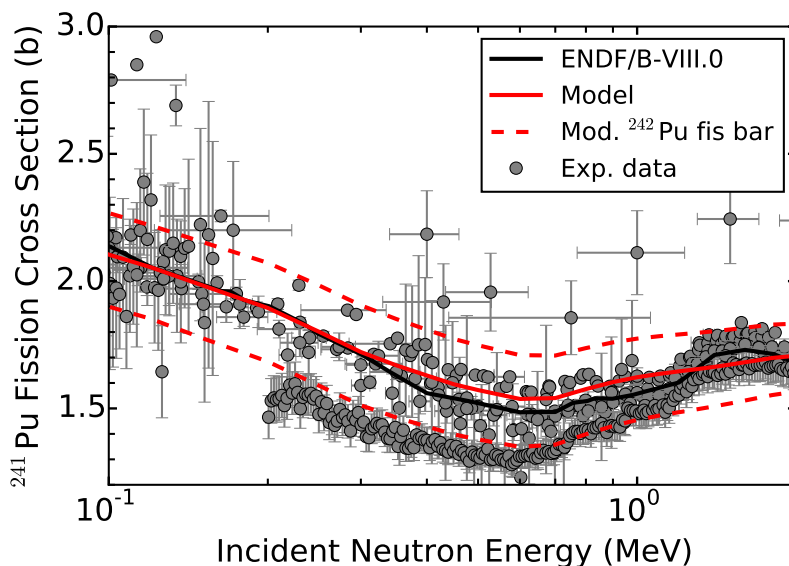 3.0
2.5
2.0
1.5
²⁴¹Pu Fission Cross Section (b)
ENDF/B-VIII.0
Model
Mod. ²⁴²Pu fis bar
Exp. data
10⁻¹
10⁰
Incident Neutron Energy (MeV)